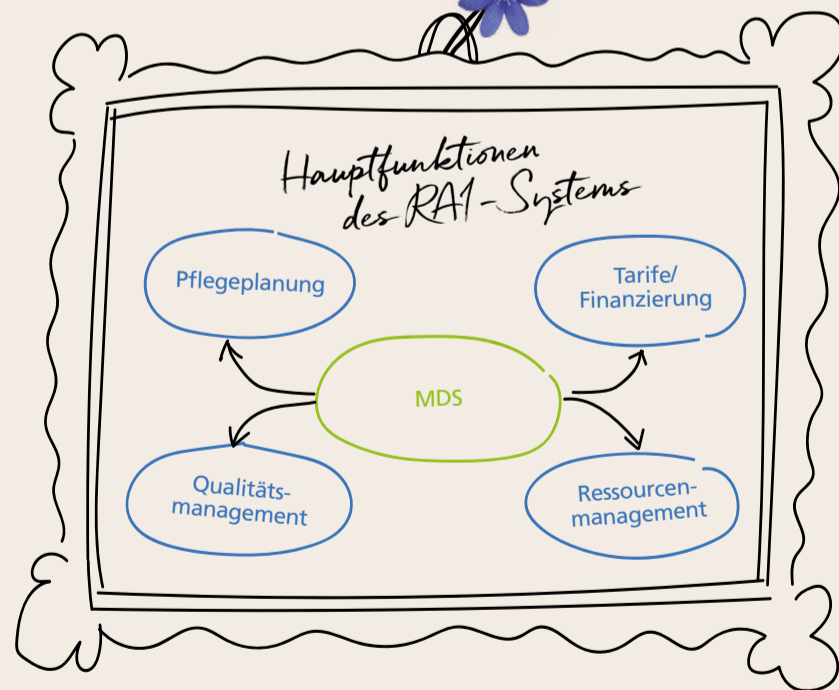 Hauptfunktionen
des RAI-Systems
Pflegeplanung
Tarife/
Finanzierung
MDS
Qualitäts-
management
Ressourcen-
management